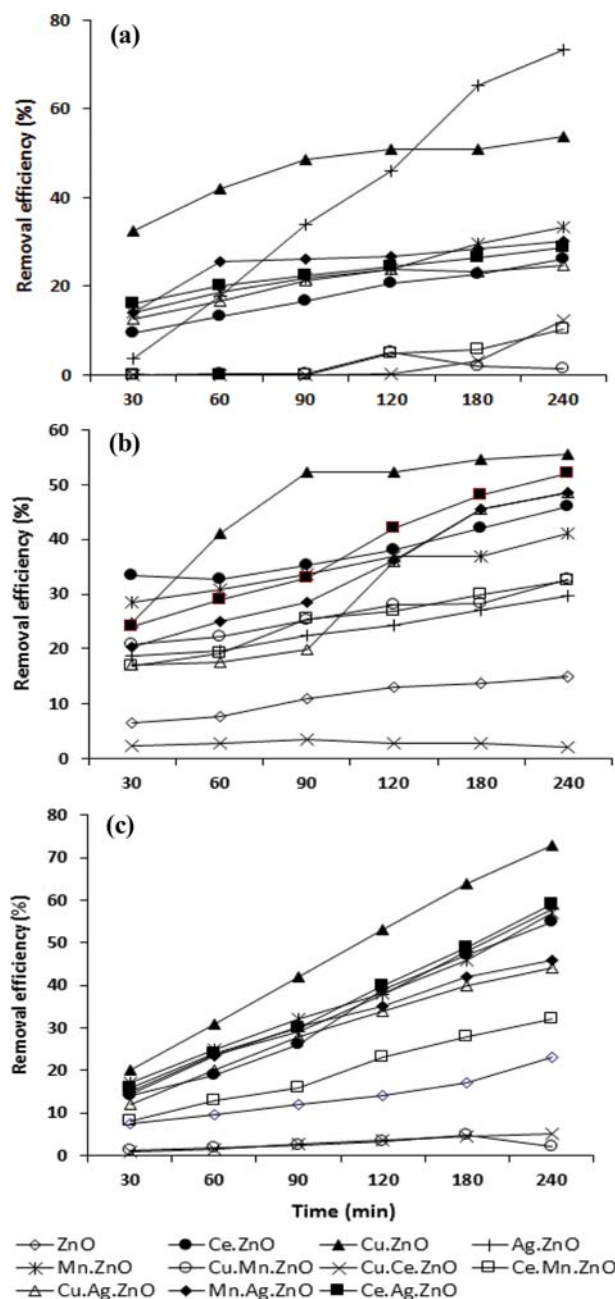 (a)
Removal efficiency (%)
80
60
40
20
0
30 60 90 120 180 240
(b)
Removal efficiency (%)
60
50
40
30
20
10
0
30 60 90 120 180 240
(c)
Removal efficiency (%)
80
70
60
50
40
30
20
10
0
30 60 90 120 180 240
Time (min)
ZnO Ce.ZnO Cu.ZnO Ag.ZnO
Mn.ZnO Cu.Mn.ZnO Cu.Ce.ZnO Ce.Mn.ZnO
Cu.Ag.ZnO Mn.Ag.ZnO Ce.Ag.ZnO